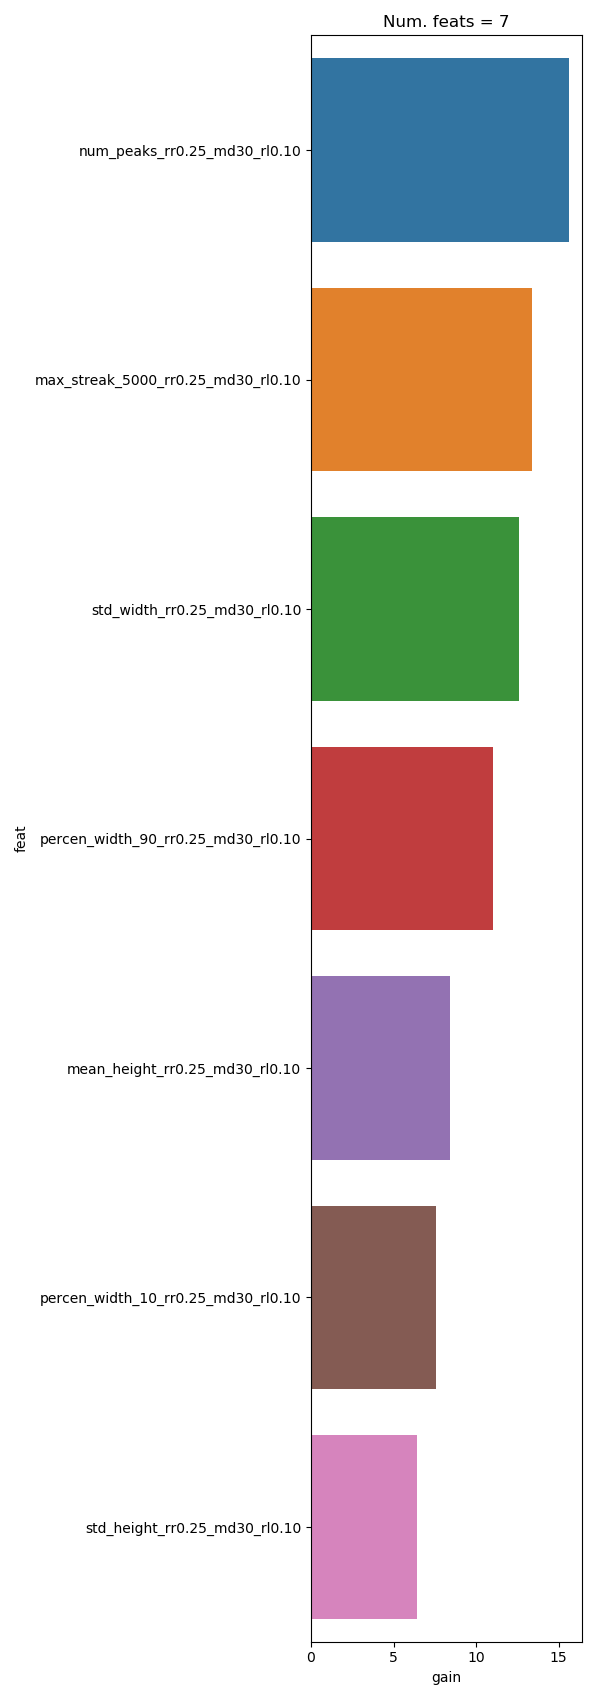 Num. feats = 7
num_peaks_rr0.25_md30_rl0.10
max_streak_5000_rr0.25_md30_rl0.10
std_width_rr0.25_md30_rl0.10
percen_width_90_rr0.25_md30_rl0.10
feat
mean_height_rr0.25_md30_rl0.10
percen_width_10_rr0.25_md30_rl0.10
std_height_rr0.25_md30_rl0.10
0 5 10 15
gain